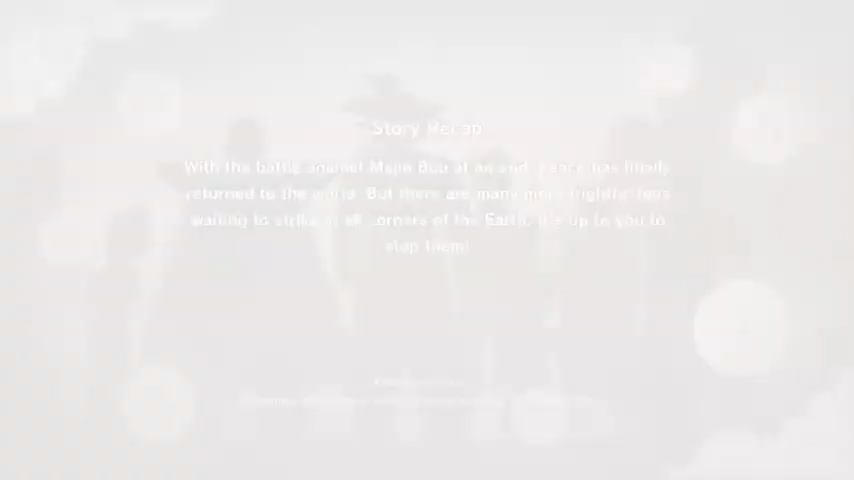 Story Recap
With the battle against Majin Buu at an end, peace has finally
returned to the world. But there are many more frightful foes
waiting to strike at all corners of the Earth. It's up to you to
stop them!